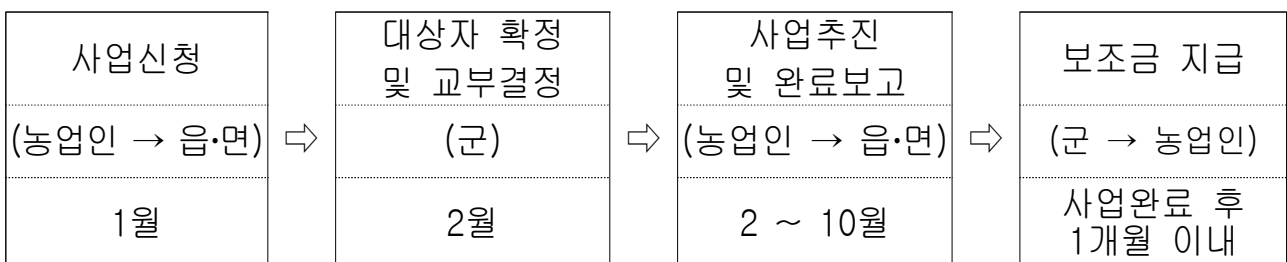 사업신청
(농업인 → 읍·면)
1월
⇨
대상자 확정
및 교부결정
(군)
2월
⇨
사업추진
및 완료보고
(농업인 → 읍·면)
2 ~ 10월
⇨
보조금 지급
(군 → 농업인)
사업완료 후
1개월 이내